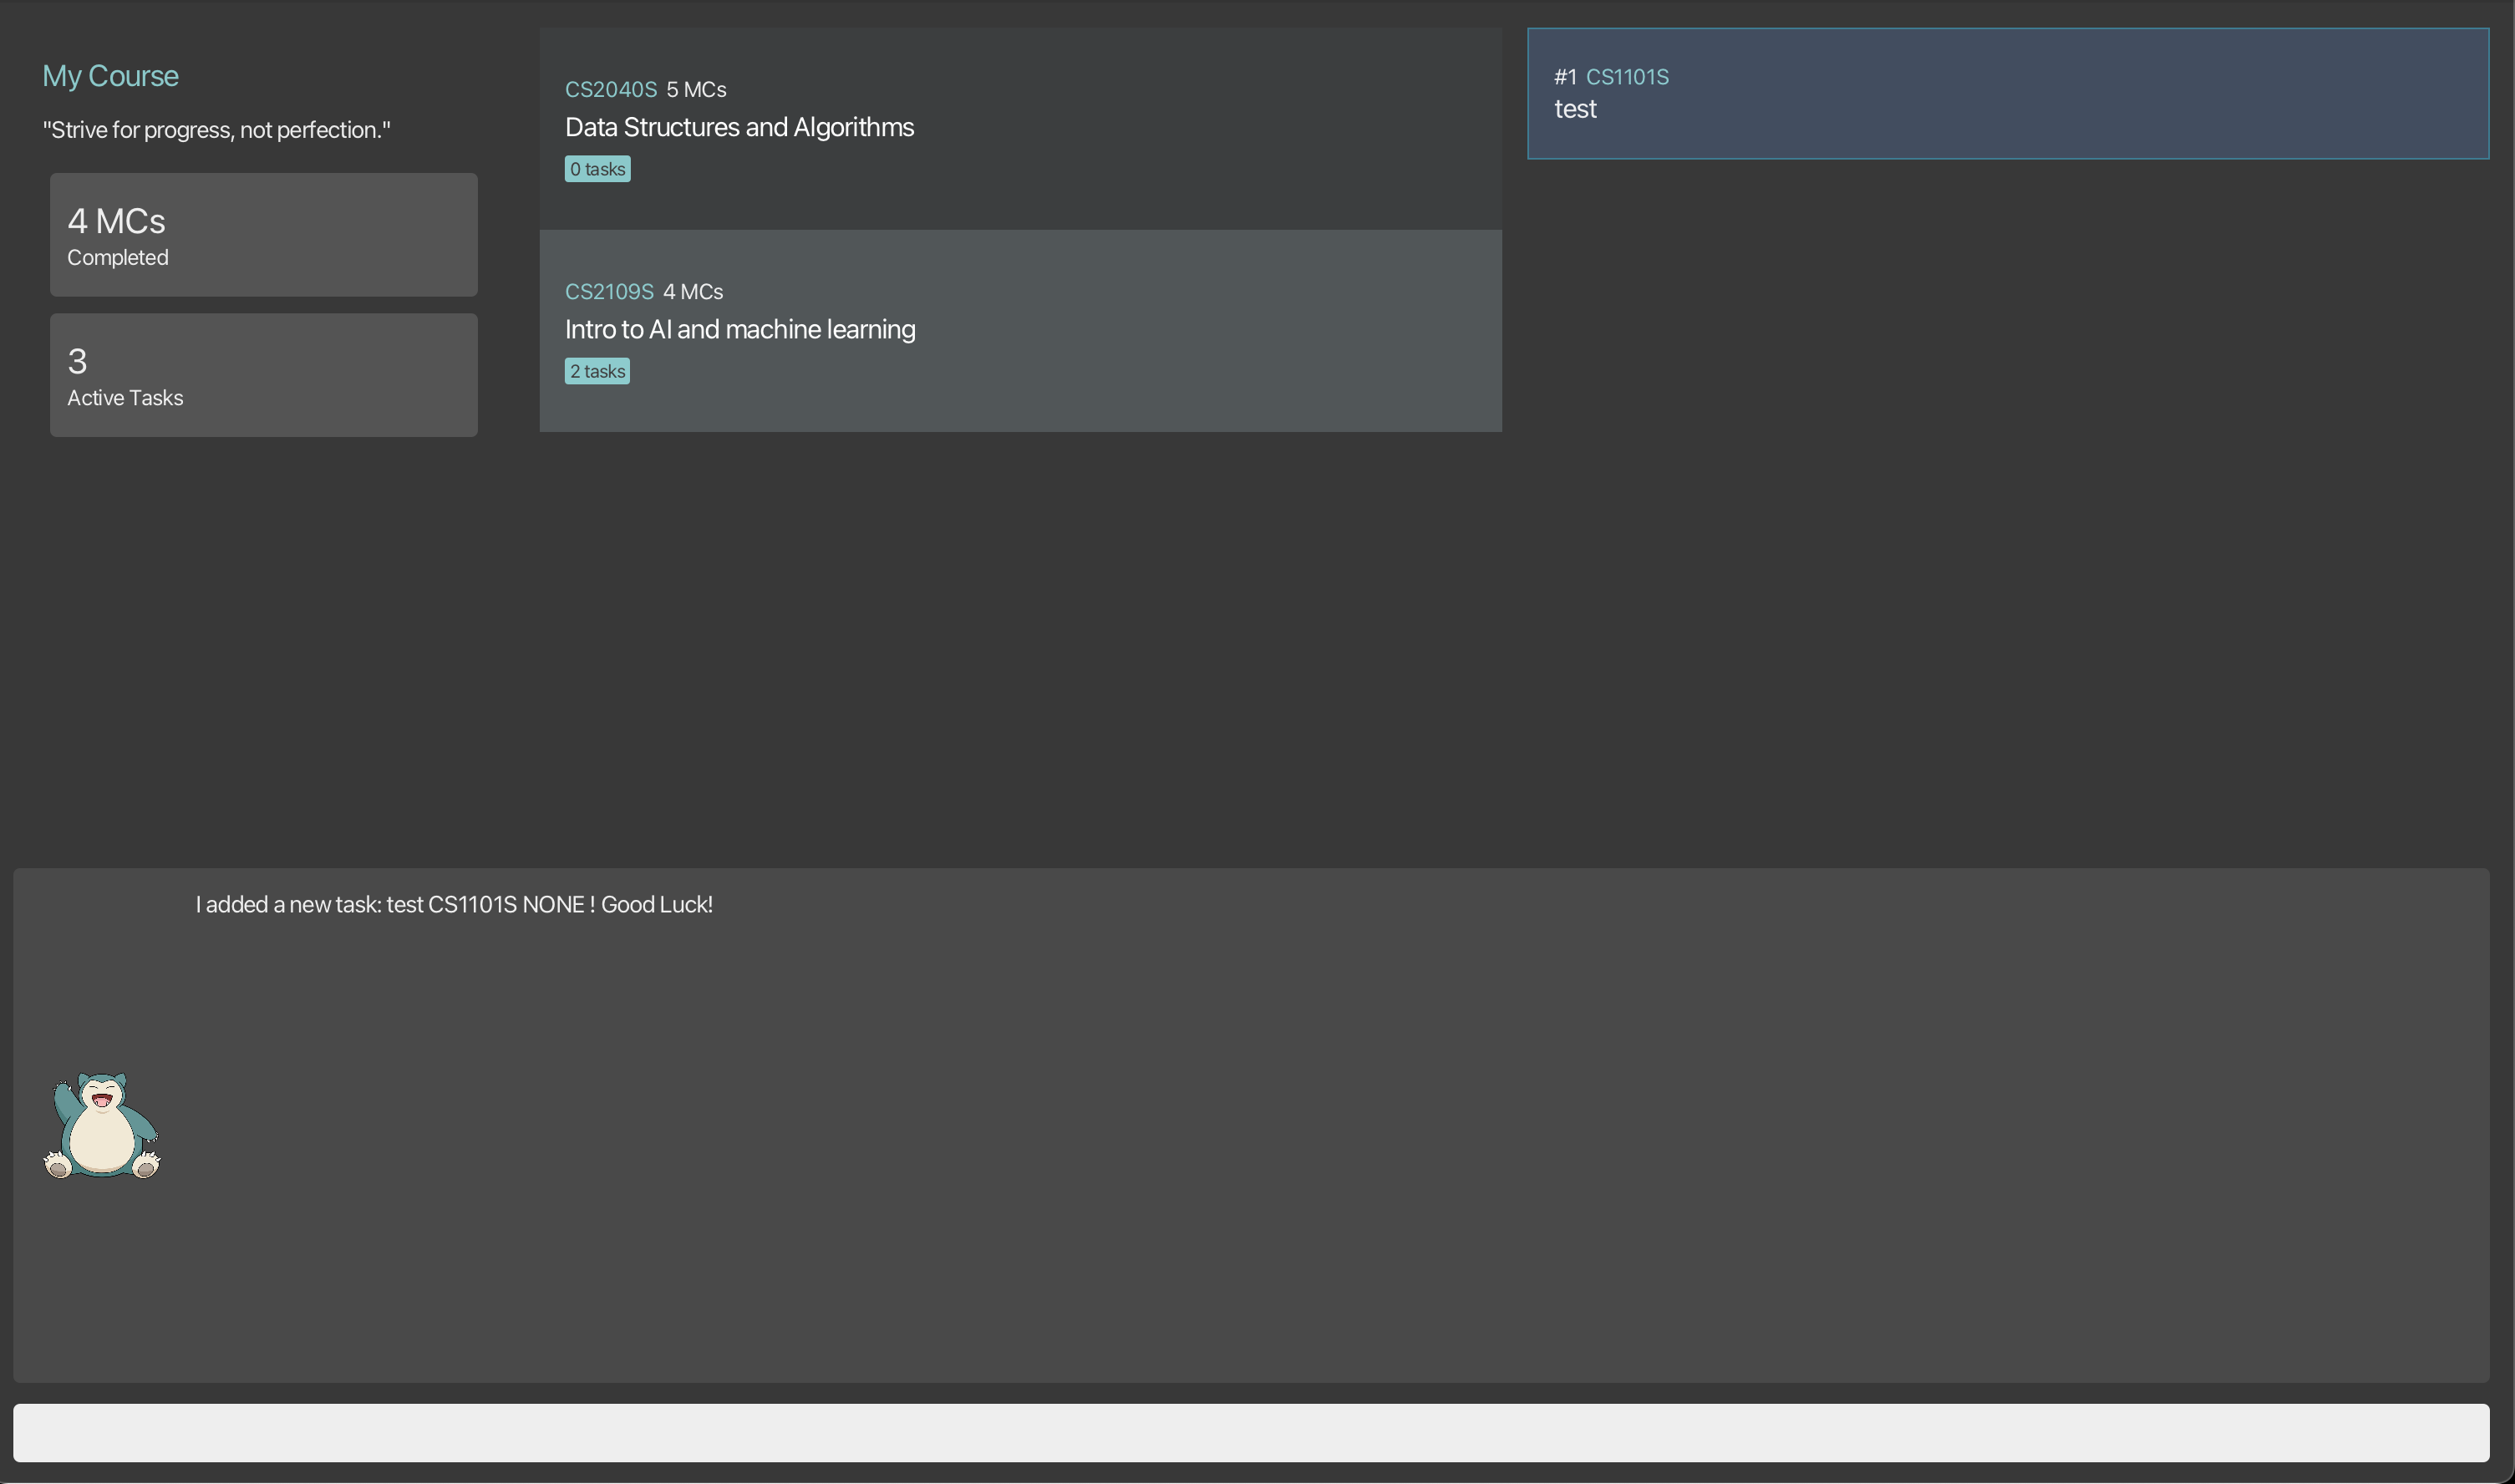 My Course
"Strive for progress, not perfection."
4 MCs
Completed
3
Active Tasks
CS2040S 5 MCs
Data Structures and Algorithms
0 tasks
CS2109S 4 MCs
Intro to AI and machine learning
2 tasks
#1 CS1101S
test
I added a new task: test CS1101S NONE ! Good Luck!